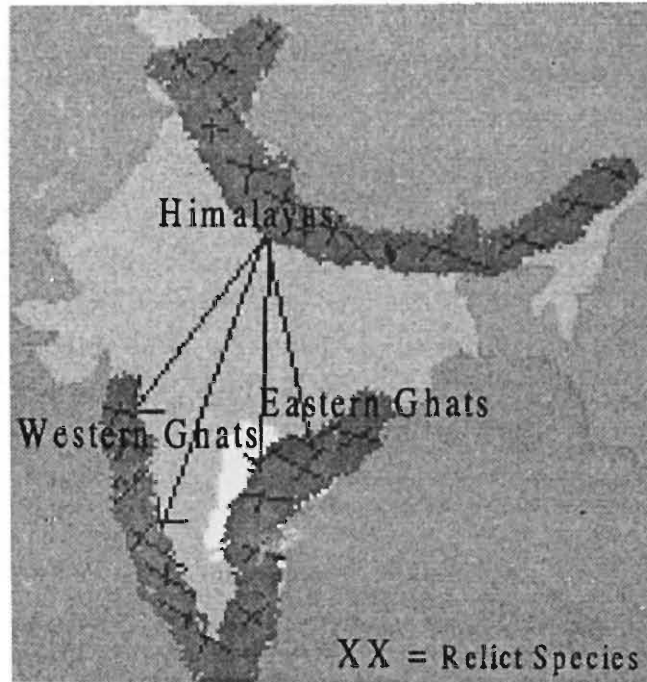 Himalayas
Eastern Ghats
Western Ghats
XX = Relict Species